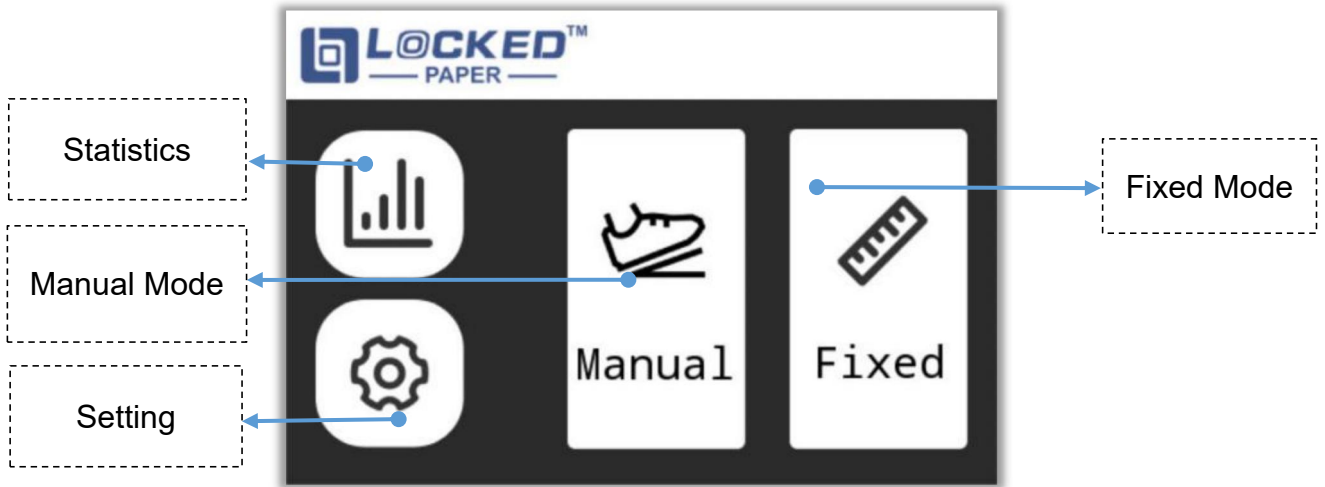 LOCKED™
PAPER
Statistics
Manual Mode
Setting
Manual
Fixed
Fixed Mode